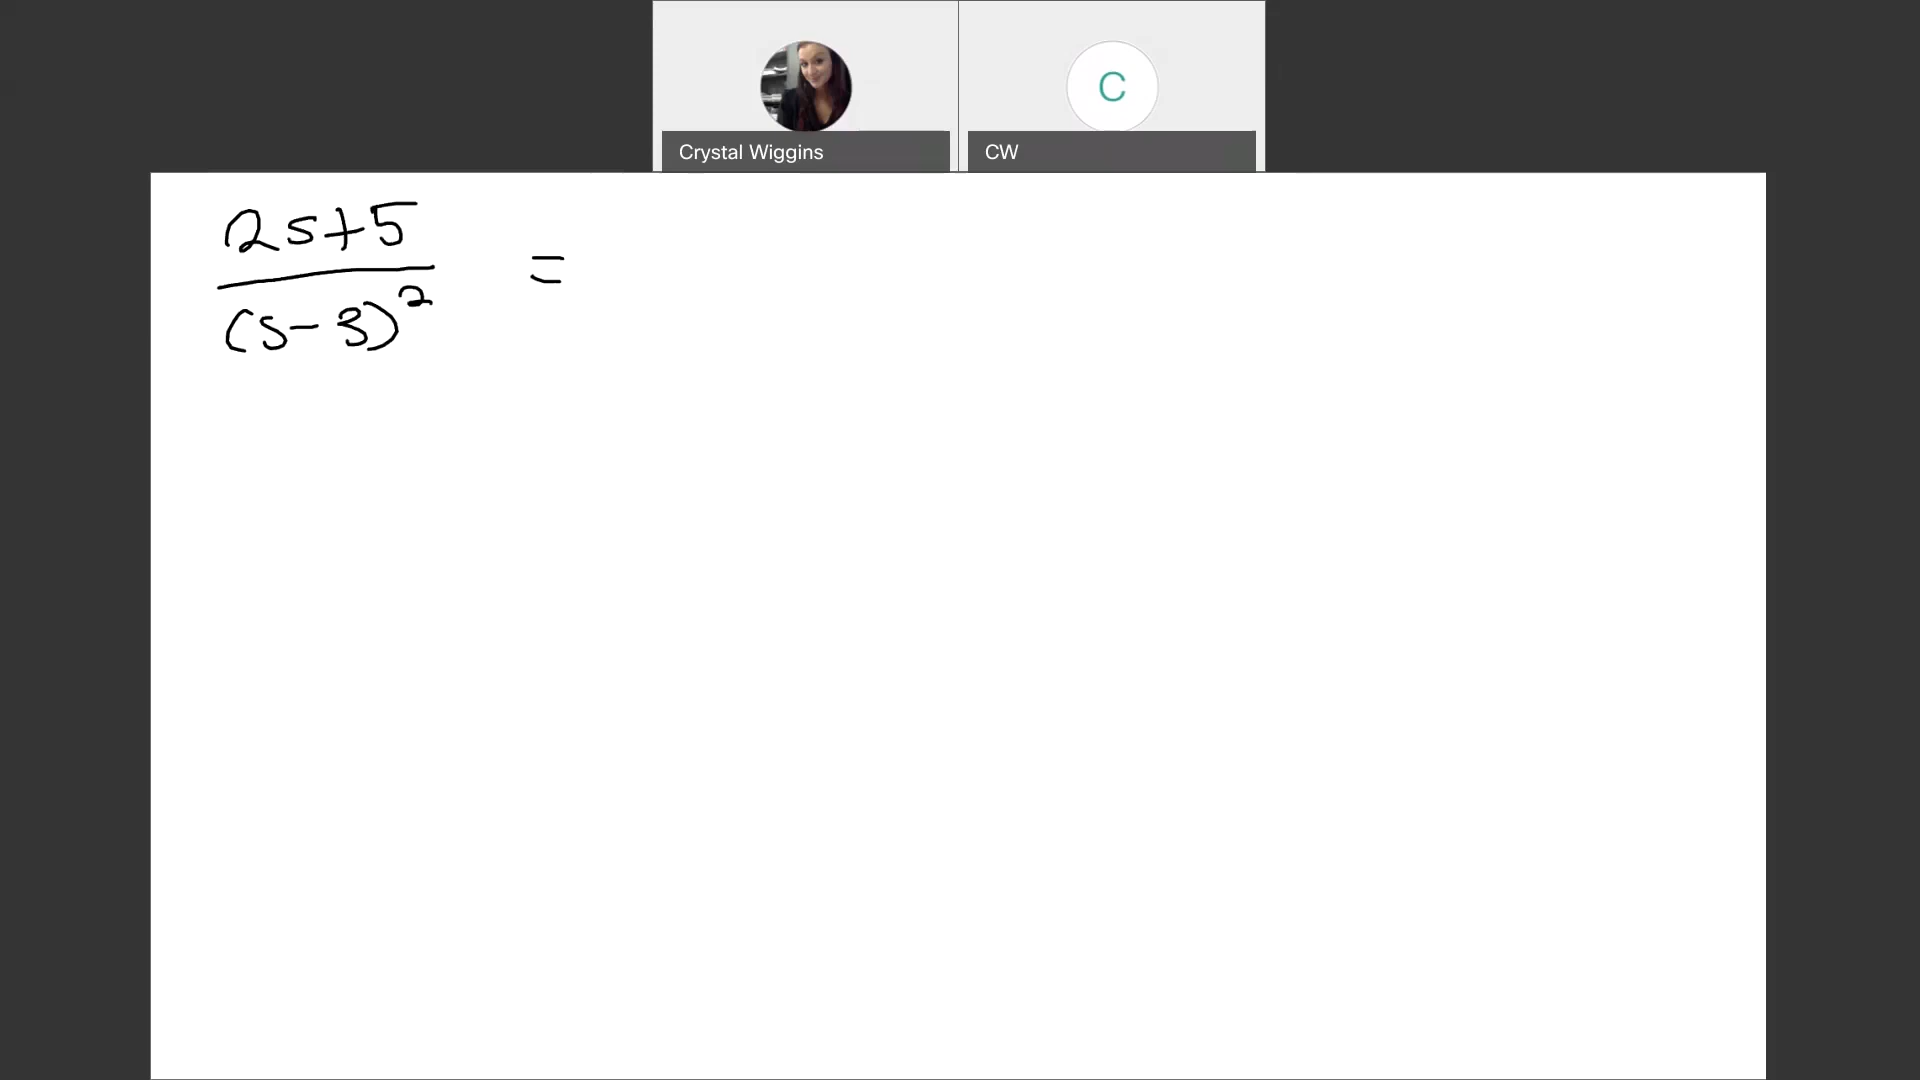 C
Crystal Wiggins
CW
2s+5
=
(s-3)²